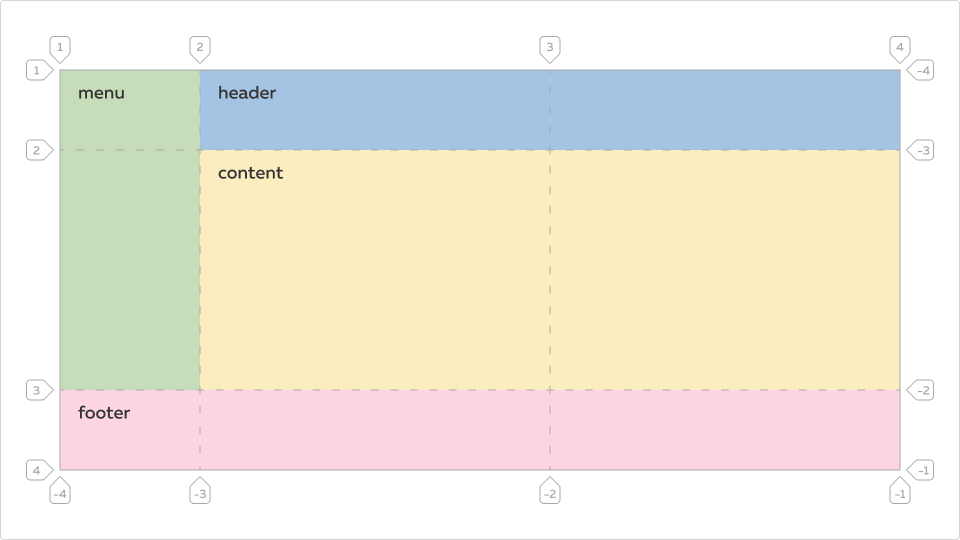 1 2 3 4
1 -4
menu header
2 -3
content
3 -2
footer
4 -1
-4 -3 -2 -1